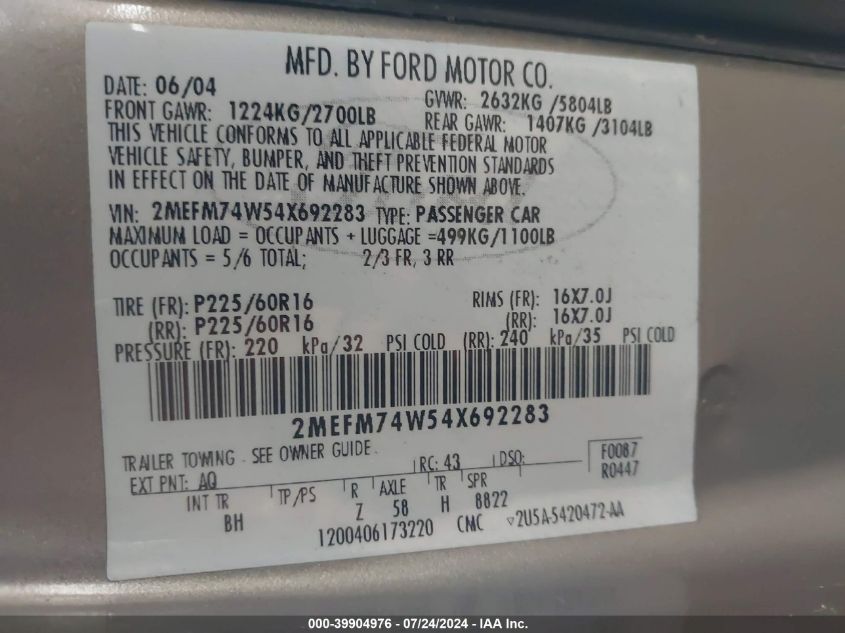 MFD. BY FORD MOTOR CO.
DATE: 06/04 GVWR: 2632KG /5804LB
FRONT GAWR: 1224KG/2700LB REAR GAWR: 1407KG /3104LB
THIS VEHICLE CONFORMS TO ALL APPLICABLE FEDERAL MOTOR
VEHICLE SAFETY, BUMPER, AND THEFT PREVENTION STANDARDS
IN EFFECT ON THE DATE OF MANUFACTURE SHOWN ABOVE.
VIN: 2MEFM74W54X692283 TYPE: PASSENGER CAR
MAXIMUM LOAD = OCCUPANTS + LUGGAGE =499KG/1100LB
OCCUPANTS = 5/6 TOTAL; 2/3 FR, 3 RR
TIRE (FR): P225/60R16 RIMS (FR): 16X7.0J
(RR): P225/60R16 (RR): 16X7.0J
PRESSURE (FR): 220 kPa/32 PSI COLD (RR): 240 kPa/35 PSI COLD
2MEFM74W54X692283
TRAILER TOWING - SEE OWNER GUIDE. F0087
EXT PNT: AQ RC: 43 DSO: R0447
INT TR TP/PS R AXLE TR SPR
BH Z 58 H 8822
1200406173220 CMC ▽2U5A-5420472-AA
000-39904976 - 07/24/2024 - IAA Inc.